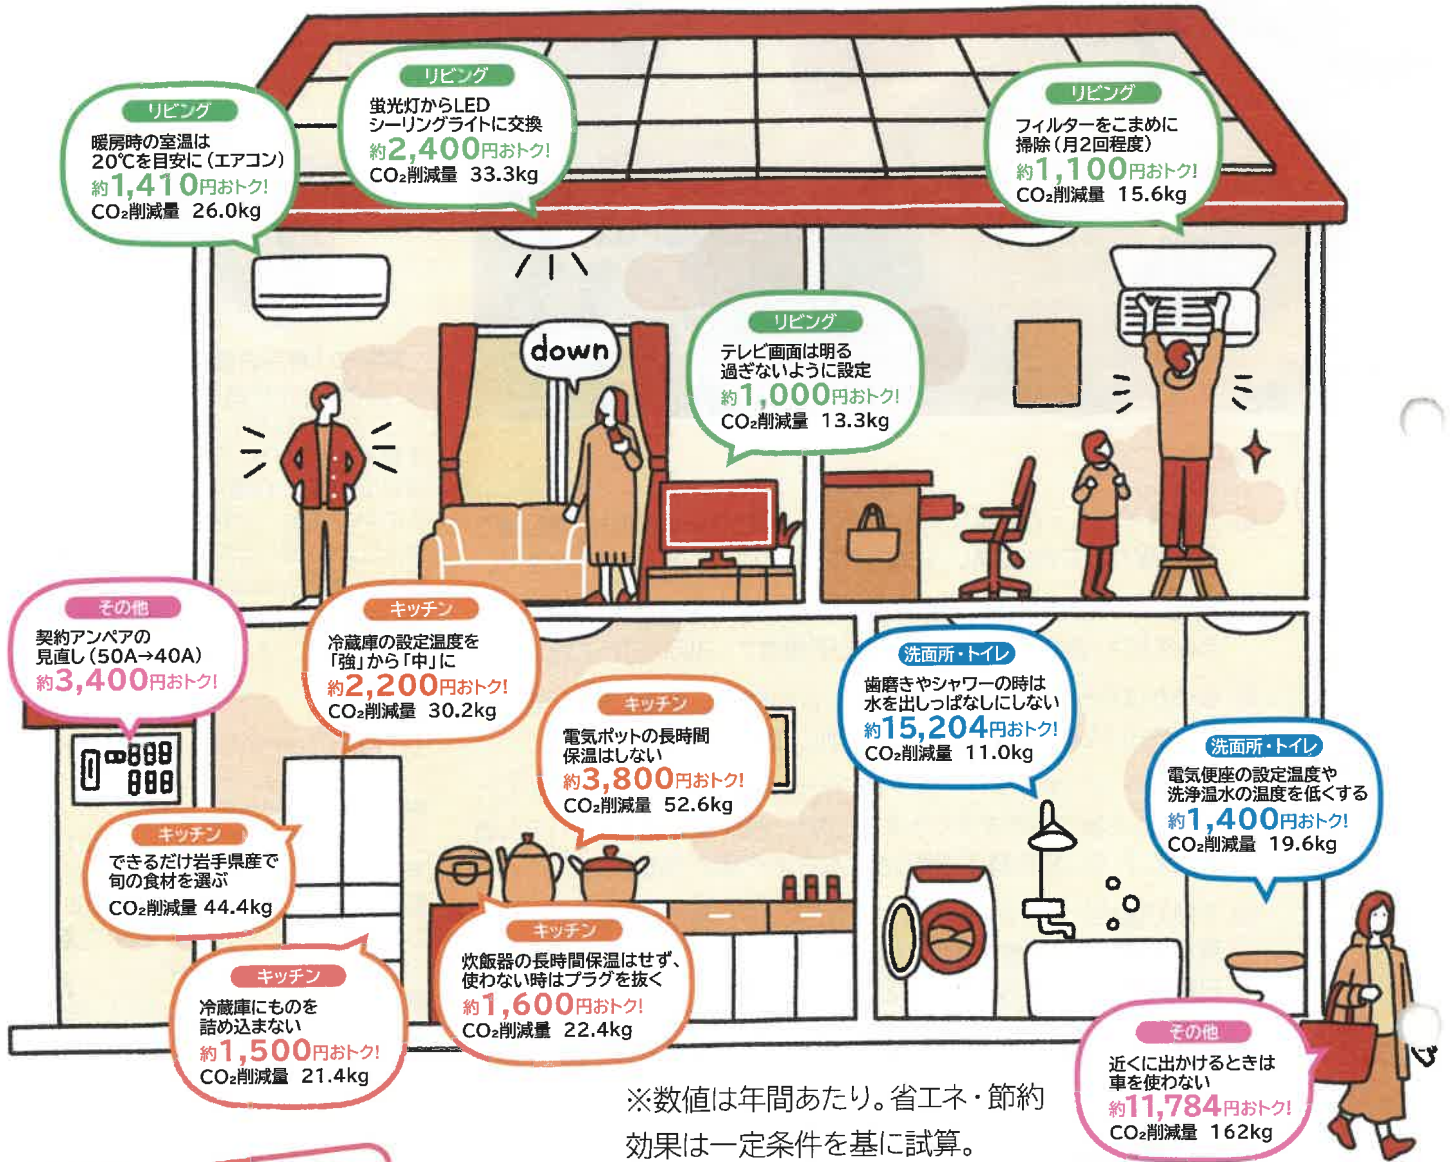 リビング
暖房時の室温は
20℃を目安に（エアコン）
約1,410円おトク!
CO₂削減量 26.0kg
リビング
蛍光灯からLED
シーリングライトに交換
約2,400円おトク!
CO₂削減量 33.3kg
リビング
フィルターをこまめに
掃除（月2回程度）
約1,100円おトク!
CO₂削減量 15.6kg
down
リビング
テレビ画面は明る
過ぎないように設定
約1,000円おトク!
CO₂削減量 13.3kg
その他
契約アンペアの
見直し（50A→40A）
約3,400円おトク!
キッチン
冷蔵庫の設定温度を
「強」から「中」に
約2,200円おトク!
CO₂削減量 30.2kg
キッチン
電気ポットの長時間
保温はしない
約3,800円おトク!
CO₂削減量 52.6kg
洗面所・トイレ
歯磨きやシャワーの時は
水を出しっぱなしにしない
約15,204円おトク!
CO₂削減量 11.0kg
洗面所・トイレ
電気便座の設定温度や
洗浄温水の温度を低くする
約1,400円おトク!
CO₂削減量 19.6kg
キッチン
できるだけ岩手県産で
旬の食材を選ぶ
CO₂削減量 44.4kg
キッチン
冷蔵庫にものを
詰め込まない
約1,500円おトク!
CO₂削減量 21.4kg
キッチン
炊飯器の長時間保温はせず、
使わない時はプラグを抜く
約1,600円おトク!
CO₂削減量 22.4kg
その他
近くに出かけるときは
車を使わない
約11,784円おトク!
CO₂削減量 162kg
※数値は年間あたり。省エネ・節約
効果は一定条件を基に試算。